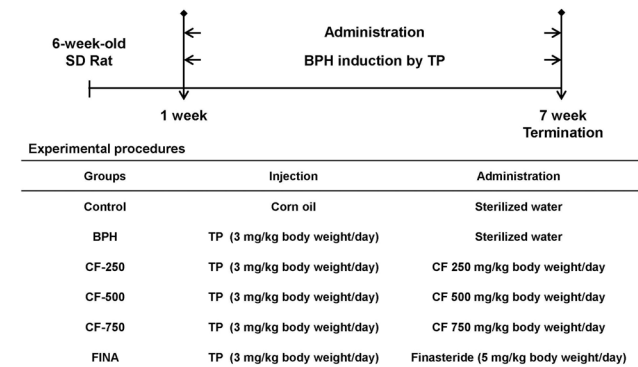 6-week-old
SD Rat
Administration
BPH induction by TP
1 week
7 week
Termination
Experimental procedures
Groups Injection Administration
Control Corn oil Sterilized water
BPH TP (3 mg/kg body weight/day) Sterilized water
CF-250 TP (3 mg/kg body weight/day) CF 250 mg/kg body weight/day
CF-500 TP (3 mg/kg body weight/day) CF 500 mg/kg body weight/day
CF-750 TP (3 mg/kg body weight/day) CF 750 mg/kg body weight/day
FINA TP (3 mg/kg body weight/day) Finasteride (5 mg/kg body weight/day)